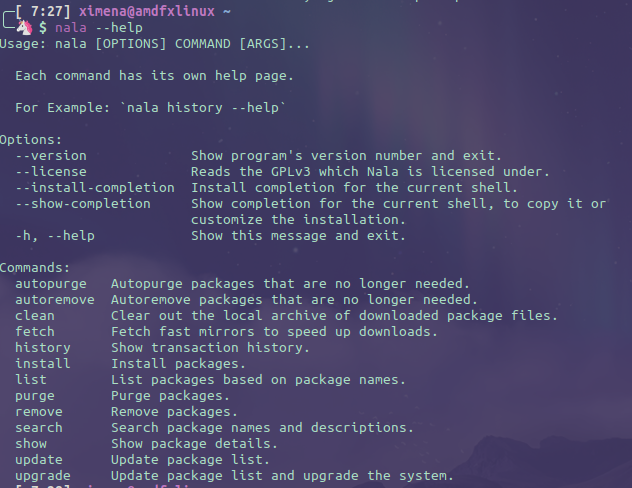 [ 7:27] ximena@amdfxlinux ~
$ nala --help
Usage: nala [OPTIONS] COMMAND [ARGS]...
Each command has its own help page.
For Example: `nala history --help`
Options:
--version Show program's version number and exit.
--license Reads the GPLv3 which Nala is licensed under.
--install-completion Install completion for the current shell.
--show-completion Show completion for the current shell, to copy it or
customize the installation.
-h, --help Show this message and exit.
Commands:
autopurge Autopurge packages that are no longer needed.
autoremove Autoremove packages that are no longer needed.
clean Clear out the local archive of downloaded package files.
fetch Fetch fast mirrors to speed up downloads.
history Show transaction history.
install Install packages.
list List packages based on package names.
purge Purge packages.
remove Remove packages.
search Search package names and descriptions.
show Show package details.
update Update package list.
upgrade Update package list and upgrade the system.